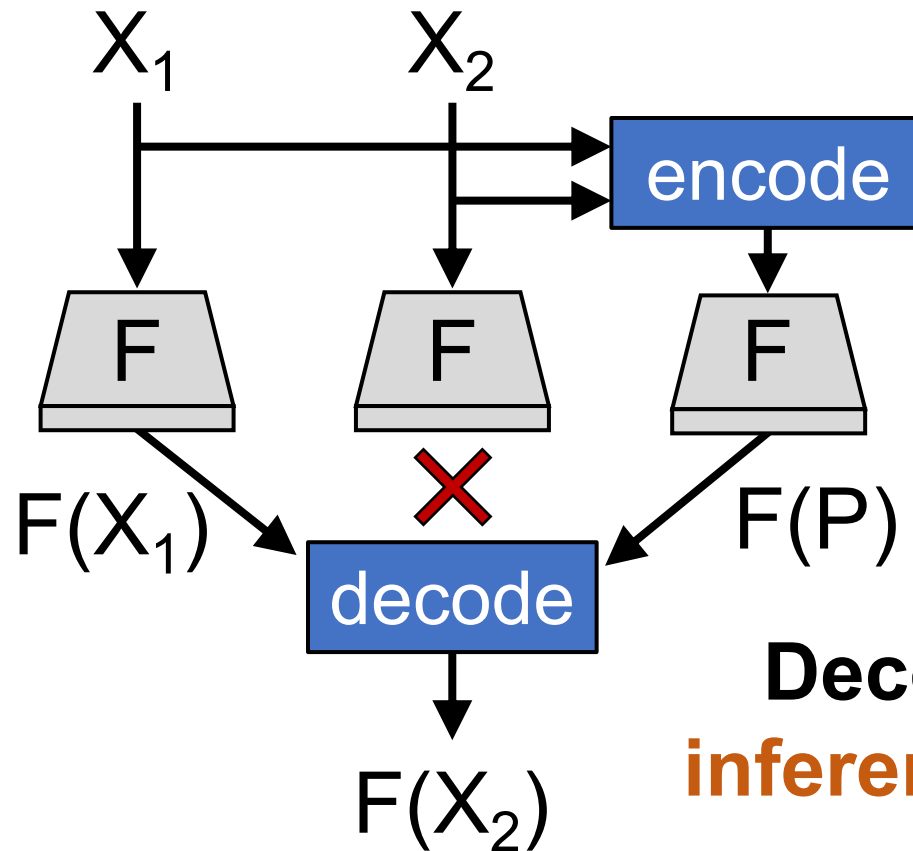 X₁ X₂
encode
F F F
F(X₁) F(P)
decode
F(X₂)